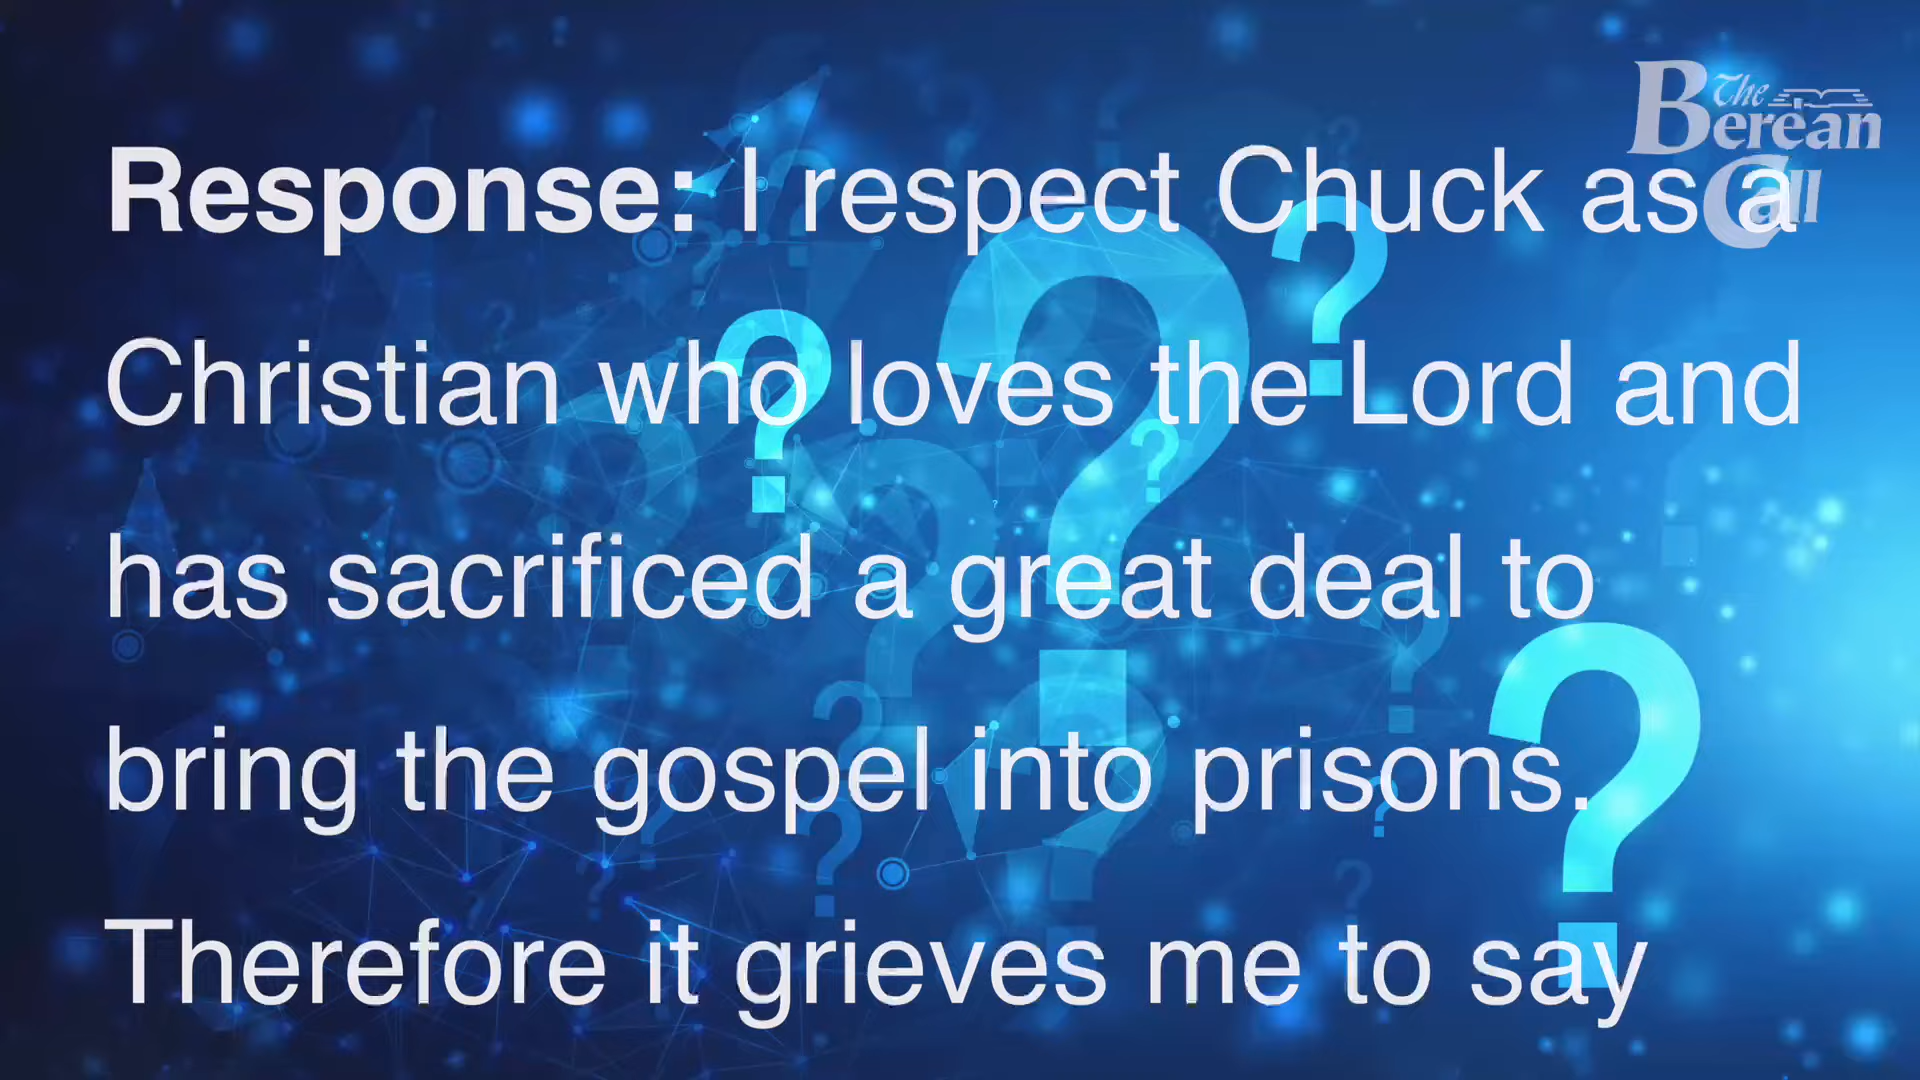 The
Berean
Call
Response: I respect Chuck as a
Christian who loves the Lord and
has sacrificed a great deal to
bring the gospel into prisons.
Therefore it grieves me to say